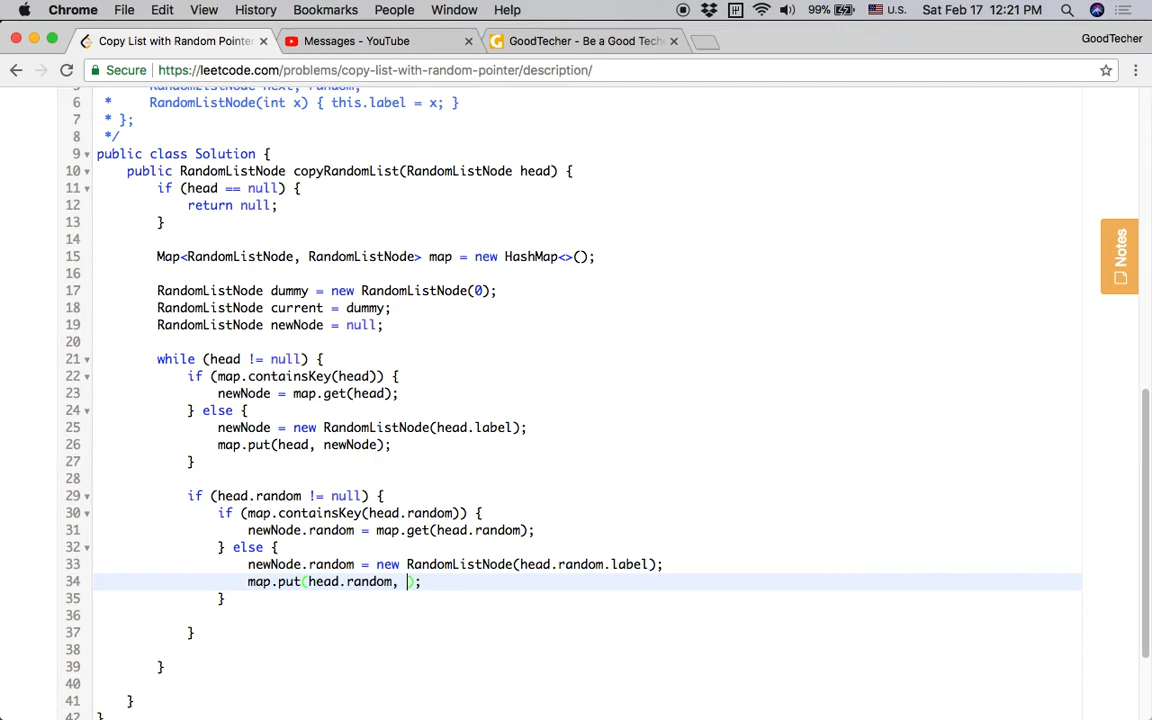 Chrome File Edit View History Bookmarks People Window Help 99% U.S. Sat Feb 17 12:21 PM
Copy List with Random Pointer Messages - YouTube GoodTecher - Be a Good Tech GoodTecher
Secure https://leetcode.com/problems/copy-list-with-random-pointer/description/
5 * RandomListNode next, random;
6 * RandomListNode(int x) { this.label = x; }
7 * };
8 */
9 public class Solution {
10 public RandomListNode copyRandomList(RandomListNode head) {
11 if (head == null) {
12 return null;
13 }
14
15 Map<RandomListNode, RandomListNode> map = new HashMap<>();
16
17 RandomListNode dummy = new RandomListNode(0);
18 RandomListNode current = dummy;
19 RandomListNode newNode = null;
20
21 while (head != null) {
22 if (map.containsKey(head)) {
23 newNode = map.get(head);
24 } else {
25 newNode = new RandomListNode(head.label);
26 map.put(head, newNode);
27 }
28
29 if (head.random != null) {
30 if (map.containsKey(head.random)) {
31 newNode.random = map.get(head.random);
32 } else {
33 newNode.random = new RandomListNode(head.random.label);
34 map.put(head.random, );
35 }
36
37 }
38
39 }
40
41 }
42 }
Notes